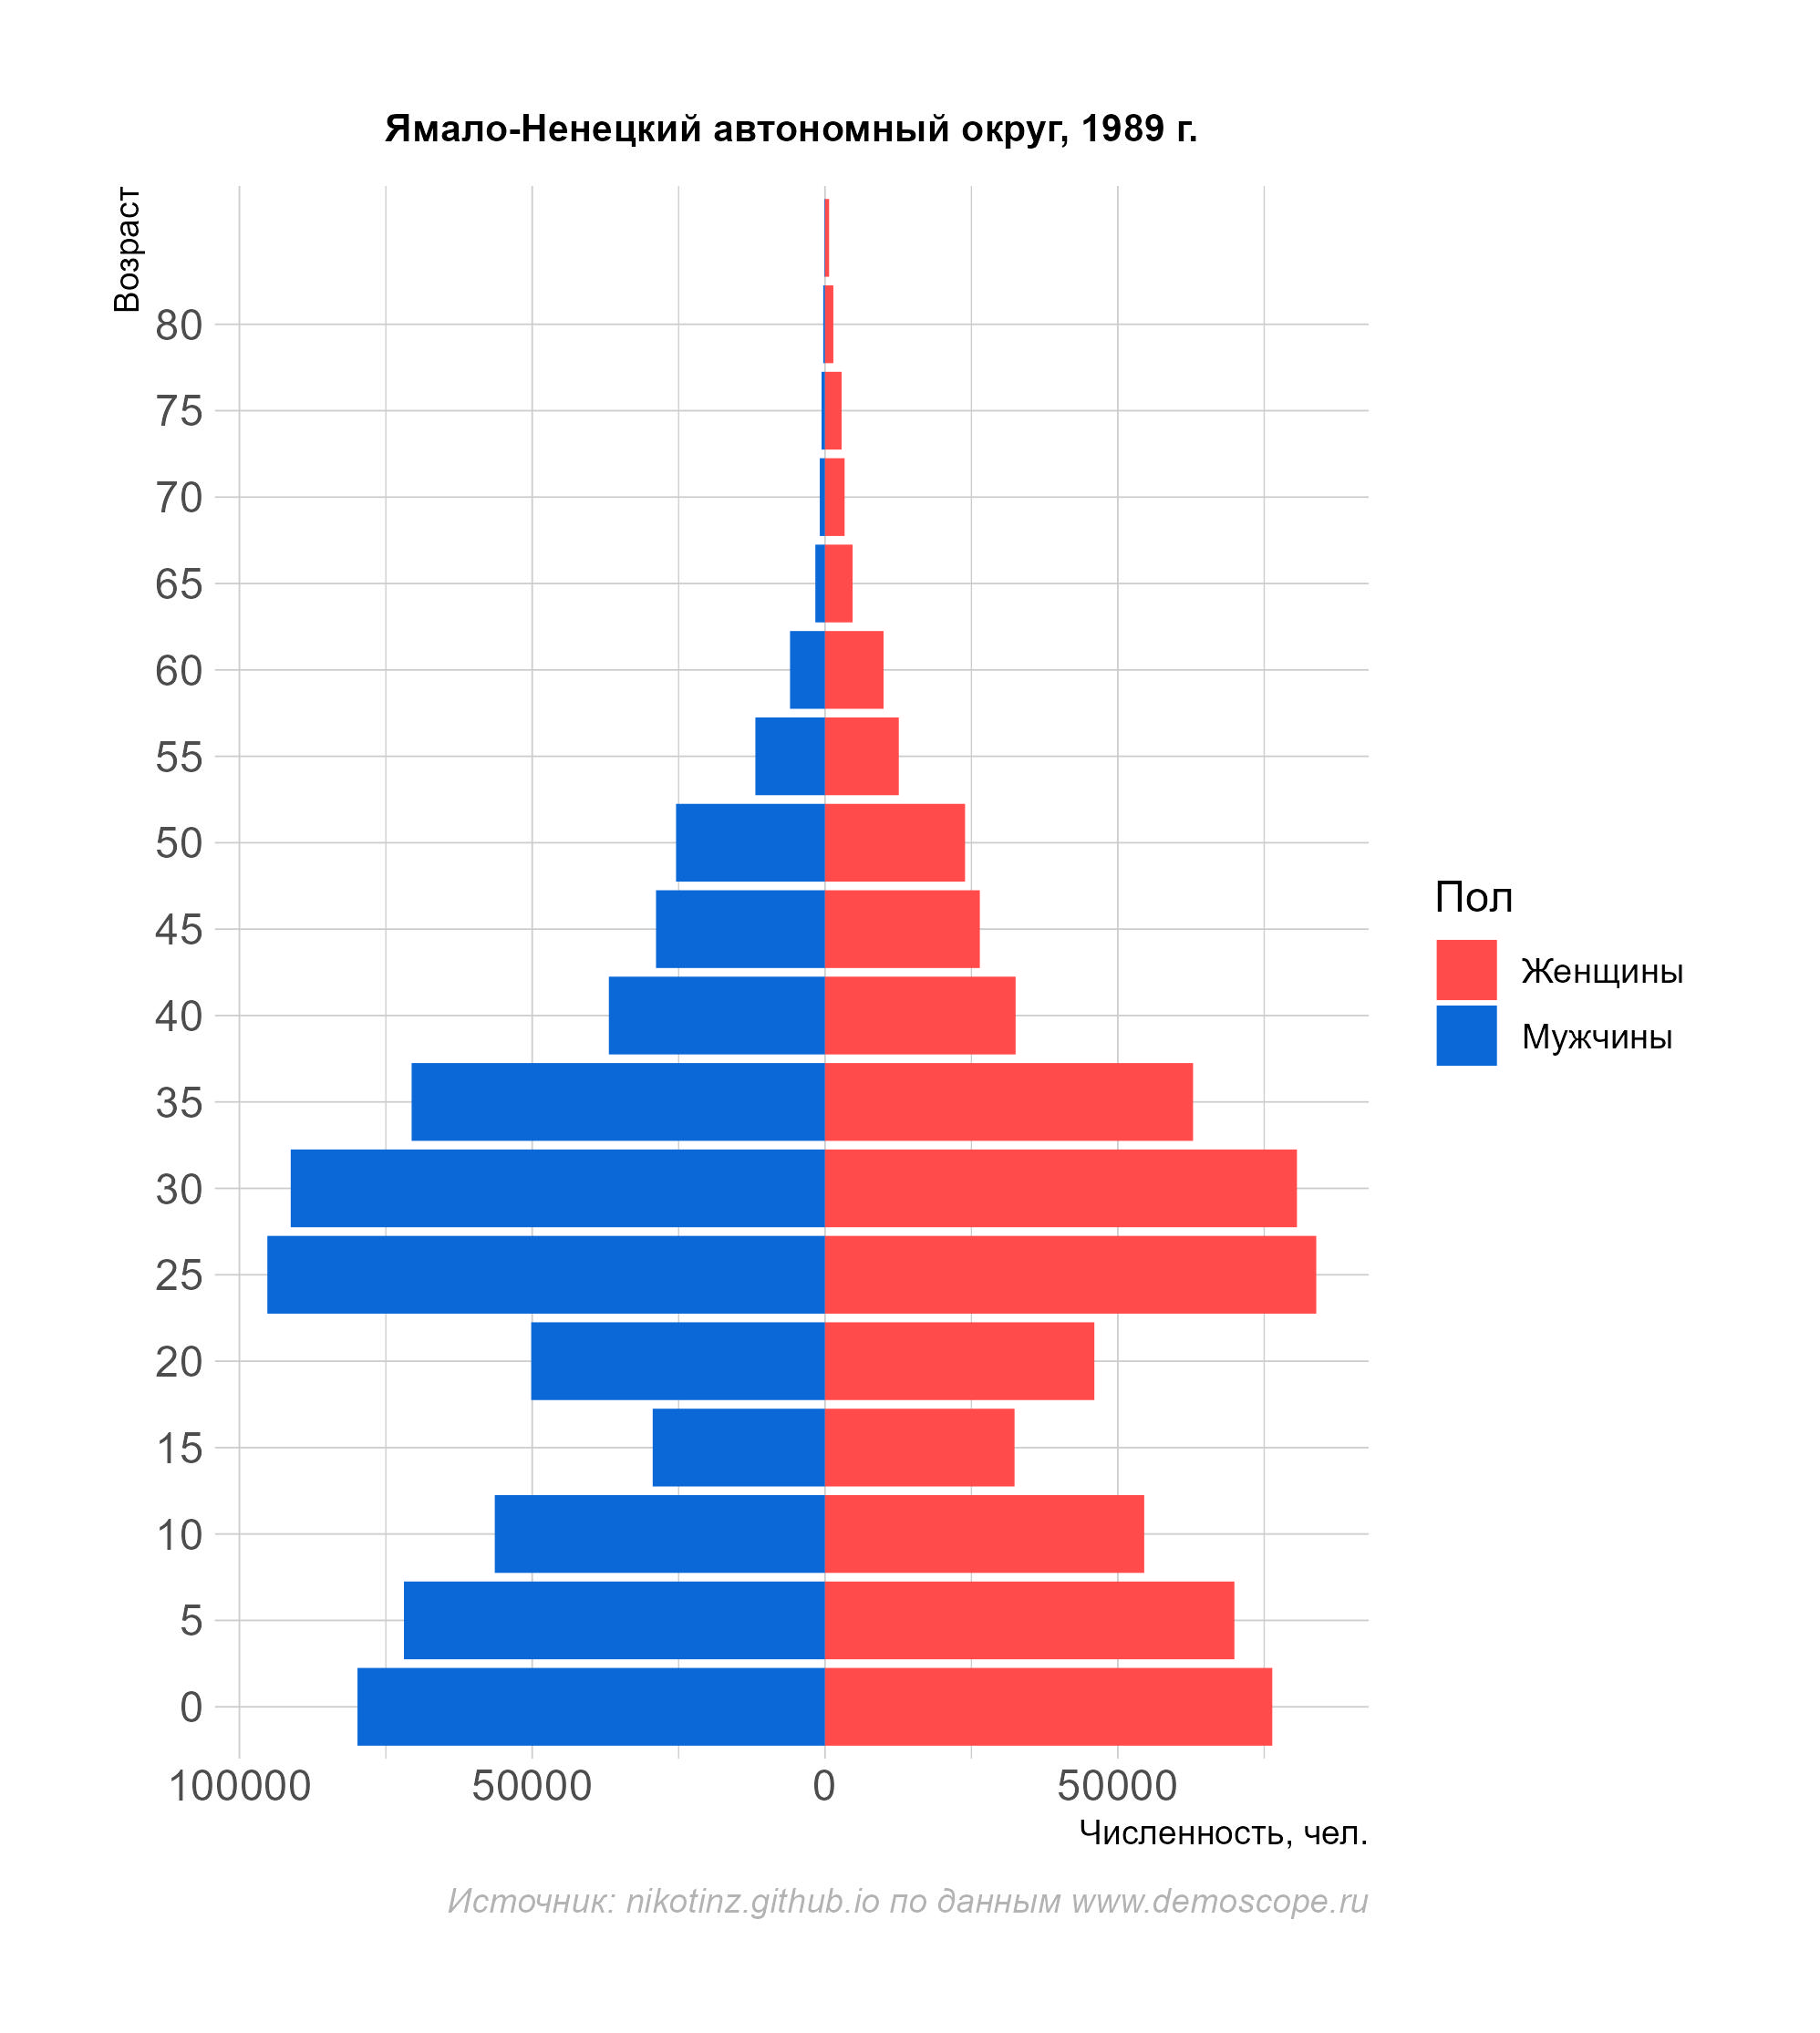 Ямало-Ненецкий автономный округ, 1989 г.
Возраст
80
75
70
65
60
55
50
45
40
35
30
25
20
15
10
5
0
100000 50000 0 50000
Численность, чел.
Пол
Женщины
Мужчины
Источник: nikotinz.github.io по данным www.demoscope.ru